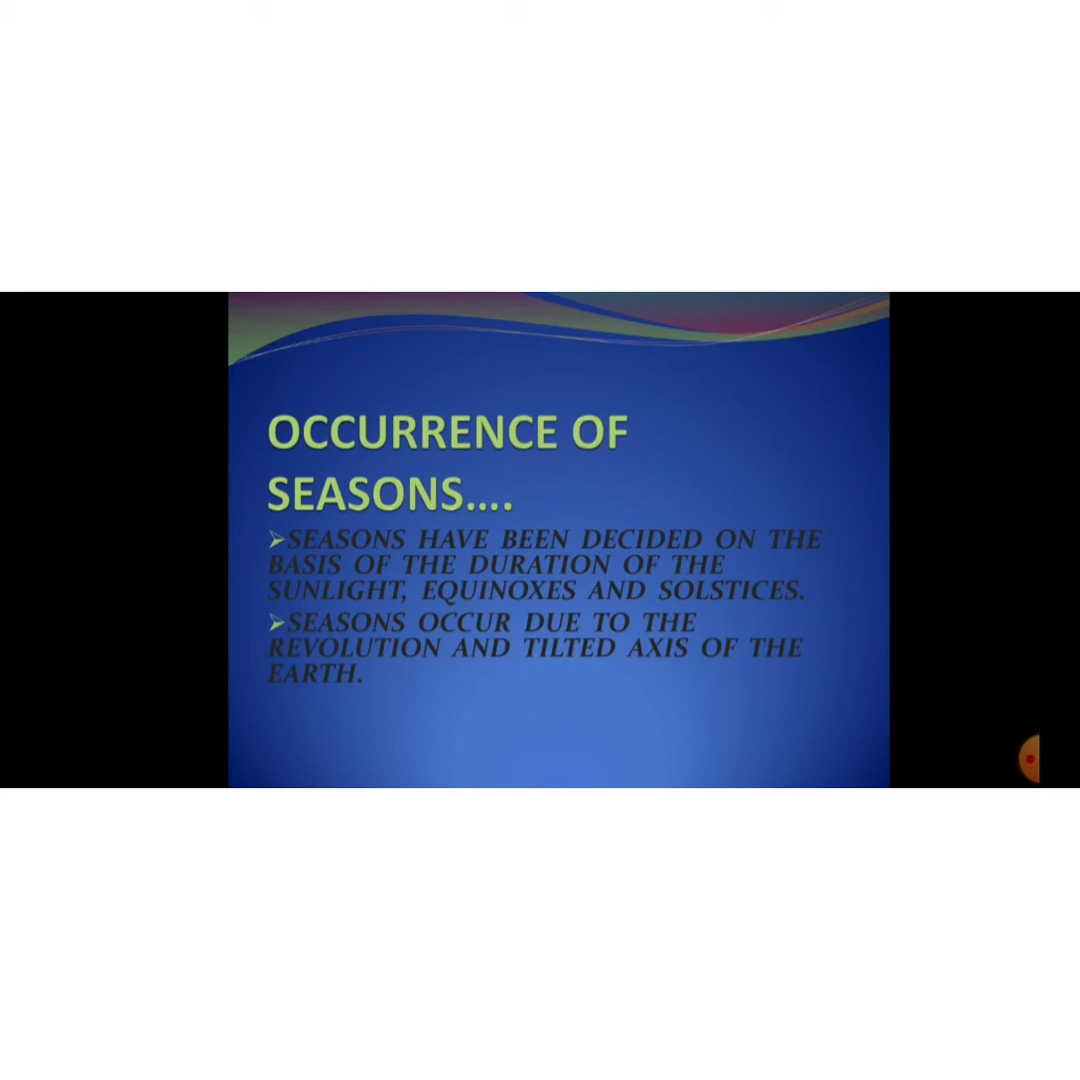 OCCURRENCE OF
SEASONS....
➢SEASONS HAVE BEEN DECIDED ON THE
BASIS OF THE DURATION OF THE
SUNLIGHT, EQUINOXES AND SOLSTICES.
➢SEASONS OCCUR DUE TO THE
REVOLUTION AND TILTED AXIS OF THE
EARTH.